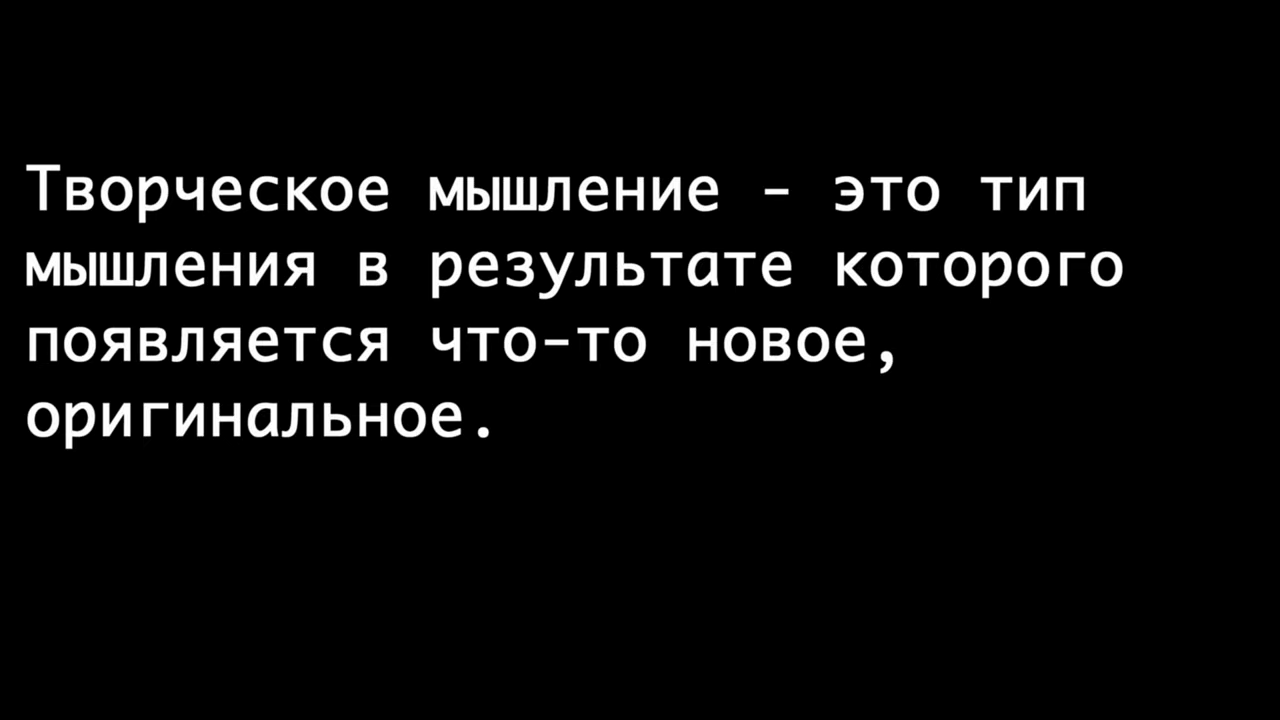 Творческое мышление - это тип
мышления в результате которого
появляется что-то новое,
оригинальное.